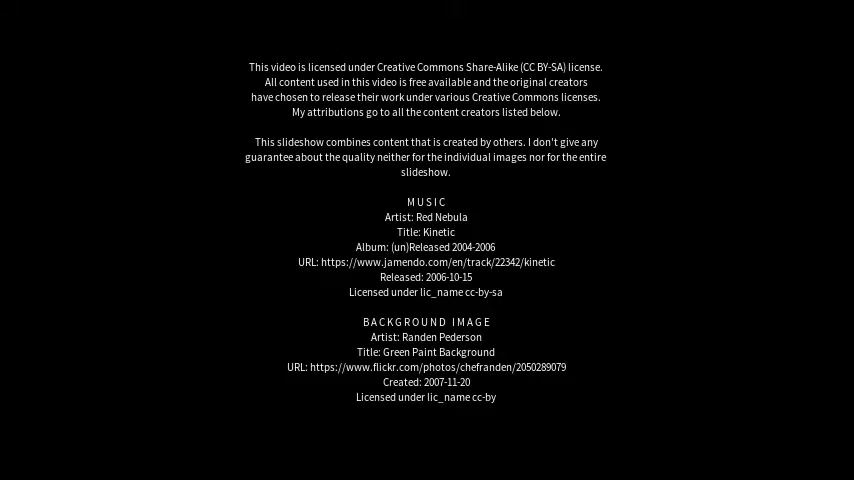 This video is licensed under Creative Commons Share-Alike (CC BY-SA) license.
All content used in this video is free available and the original creators
have chosen to release their work under various Creative Commons licenses.
My attributions go to all the content creators listed below.
This slideshow combines content that is created by others. I don't give any
guarantee about the quality neither for the individual images nor for the entire
slideshow.
MUSIC
Artist: Red Nebula
Title: Kinetic
Album: (un)Released 2004-2006
URL: https://www.jamendo.com/en/track/22342/kinetic
Released: 2006-10-15
Licensed under lic_name cc-by-sa
BACKGROUND IMAGE
Artist: Randen Pederson
Title: Green Paint Background
URL: https://www.flickr.com/photos/chefranden/2050289079
Created: 2007-11-20
Licensed under lic_name cc-by